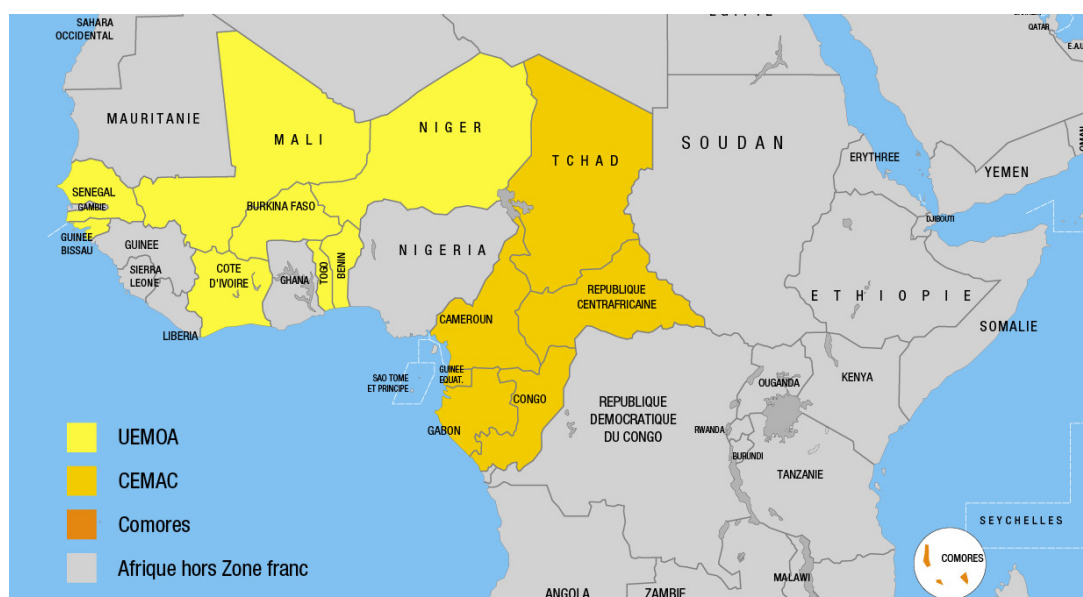 SAHARA
OCCIDENTAL
QATAR
E.A.U.
OMAN
MAURITANIE
MALI
NIGER
TCHAD
SOUDAN
ERYTHREE
YEMEN
DJIBOUTI
SENEGAL
GAMBIE
GUINEE
BISSAU
GUINEE
SIERRA
LEONE
LIBERIA
COTE
D'IVOIRE
BURKINA FASO
GHANA
TOGO
BENIN
NIGERIA
CAMEROUN
REPUBLIQUE
CENTRAFRICAINE
ETHIOPIE
SOMALIE
SAO TOME
ET PRINCIPE
GUINEE
EQUAT.
GABON
CONGO
REPUBLIQUE
DEMOCRATIQUE
DU CONGO
OUGANDA
KENYA
RWANDA
BURUNDI
TANZANIE
SEYCHELLES
COMORES
ANGOLA
ZAMBIE
MALAWI
UEMOA
CEMAC
Comores
Afrique hors Zone franc